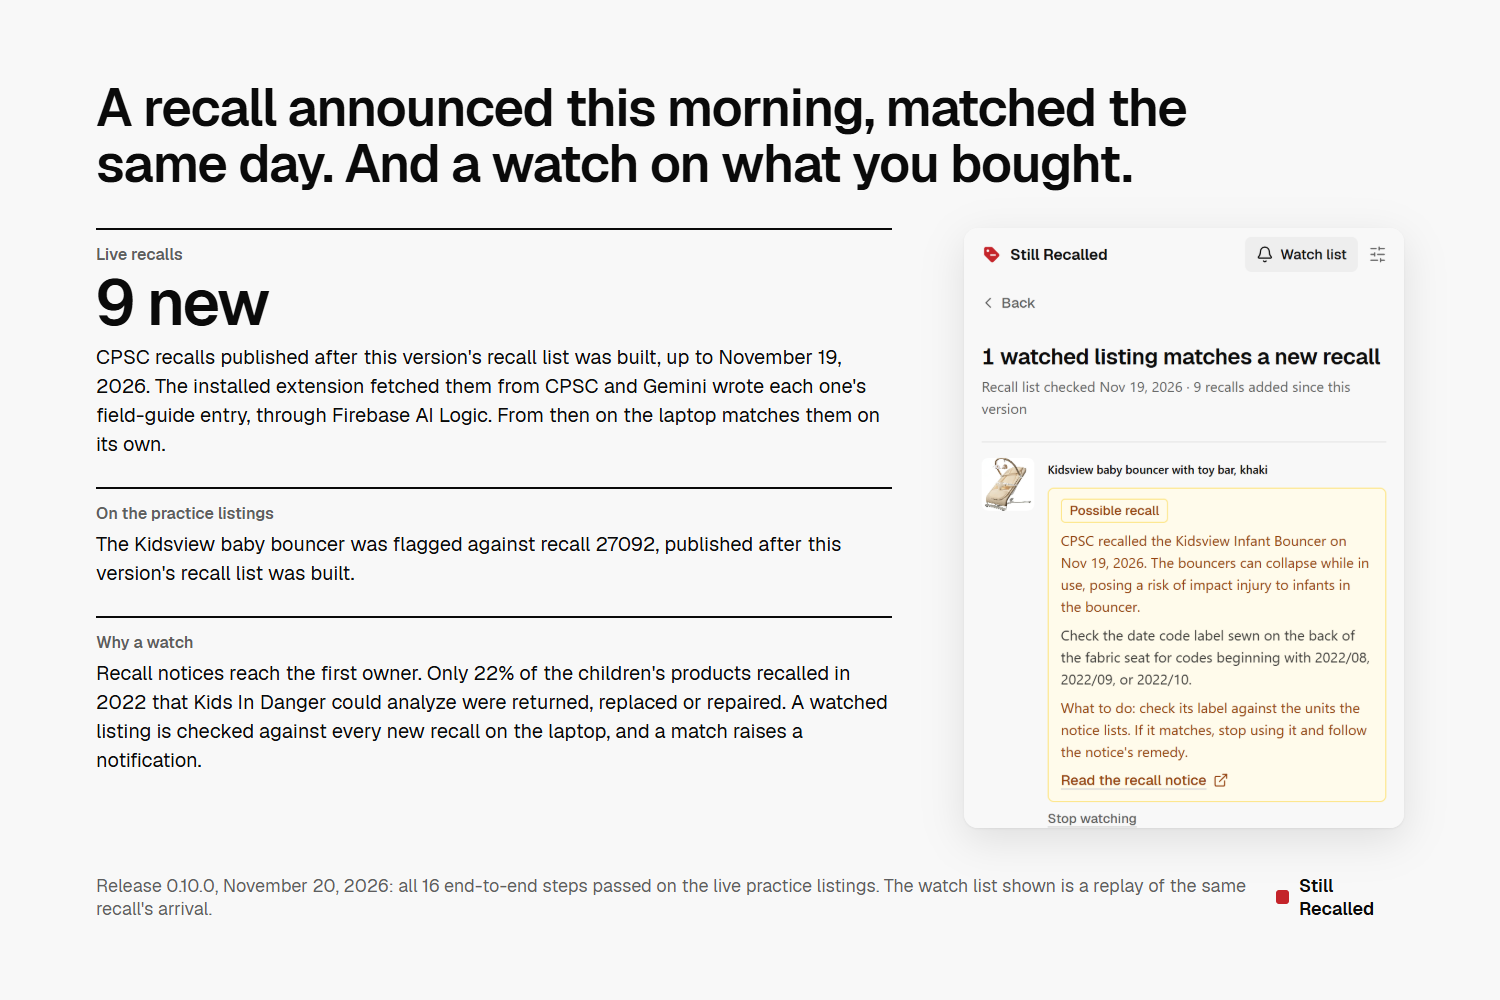 A recall announced this morning, matched the
same day. And a watch on what you bought.
Live recalls
9 new
CPSC recalls published after this version's recall list was built, up to November 19,
2026. The installed extension fetched them from CPSC and Gemini wrote each one's
field-guide entry, through Firebase AI Logic. From then on the laptop matches them on
its own.
On the practice listings
The Kidsview baby bouncer was flagged against recall 27092, published after this
version's recall list was built.
Why a watch
Recall notices reach the first owner. Only 22% of the children's products recalled in
2022 that Kids In Danger could analyze were returned, replaced or repaired. A watched
listing is checked against every new recall on the laptop, and a match raises a
notification.
Still Recalled
Watch list
Back
1 watched listing matches a new recall
Recall list checked Nov 19, 2026 · 9 recalls added since this
version
Kidsview baby bouncer with toy bar, khaki
Possible recall
CPSC recalled the Kidsview Infant Bouncer on
Nov 19, 2026. The bouncers can collapse while in
use, posing a risk of impact injury to infants in
the bouncer.
Check the date code label sewn on the back of
the fabric seat for codes beginning with 2022/08,
2022/09, or 2022/10.
What to do: check its label against the units the
notice lists. If it matches, stop using it and follow
the notice's remedy.
Read the recall notice
Stop watching
Release 0.10.0, November 20, 2026: all 16 end-to-end steps passed on the live practice listings. The watch list shown is a replay of the same
recall's arrival.
Still
Recalled